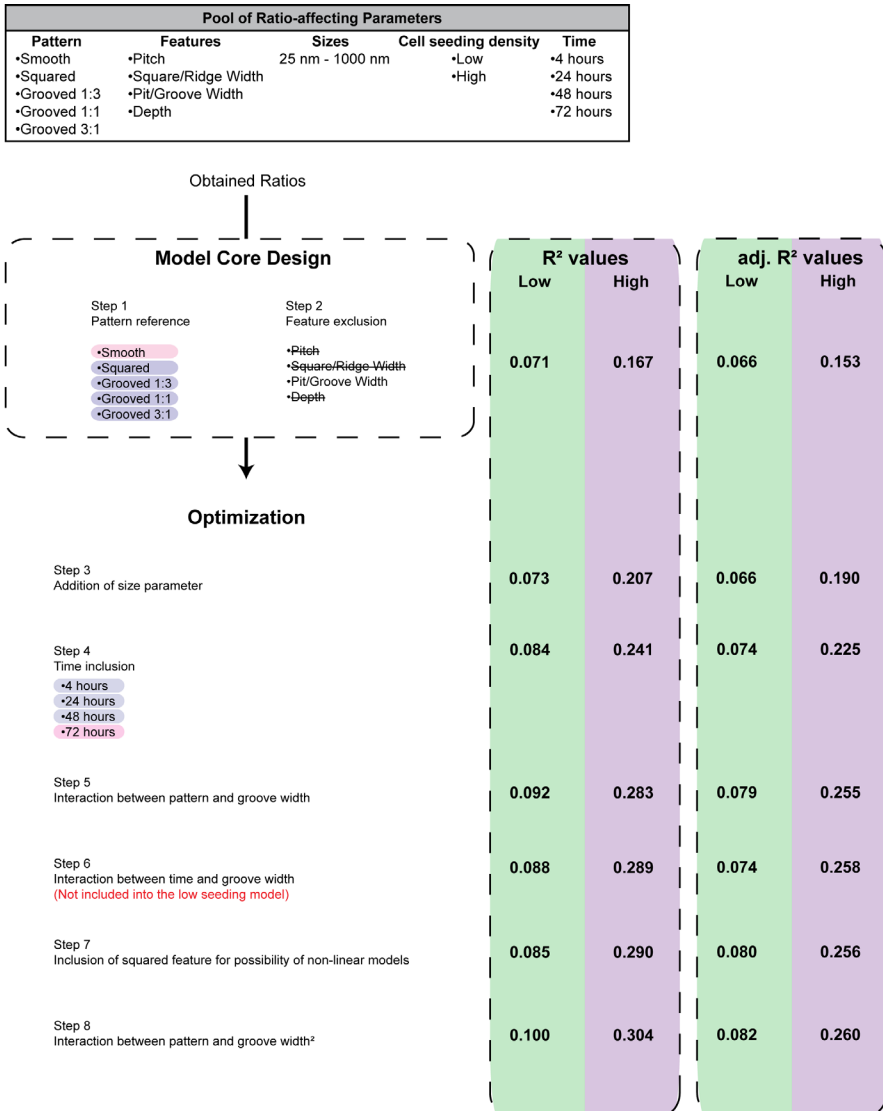 Pool of Ratio-affecting Parameters
Pattern Features Sizes Cell seeding density Time
•Smooth •Pitch 25 nm - 1000 nm •Low •4 hours
•Squared •Square/Ridge Width •High •24 hours
•Grooved 1:3 •Pit/Groove Width •48 hours
•Grooved 1:1 •Depth •72 hours
•Grooved 3:1
Obtained Ratios
Model Core Design R² values adj. R² values
Low High Low High
Step 1 Step 2
Pattern reference Feature exclusion
•Smooth •Pitch
•Squared •Square/Ridge Width 0.071 0.167 0.066 0.153
•Grooved 1:3 •Pit/Groove Width
•Grooved 1:1 •Depth
•Grooved 3:1
Optimization
Step 3
Addition of size parameter 0.073 0.207 0.066 0.190
Step 4 0.084 0.241 0.074 0.225
Time inclusion
•4 hours
•24 hours
•48 hours
•72 hours
Step 5
Interaction between pattern and groove width 0.092 0.283 0.079 0.255
Step 6 0.088 0.289 0.074 0.258
Interaction between time and groove width
(Not included into the low seeding model)
Step 7
Inclusion of squared feature for possibility of non-linear models 0.085 0.290 0.080 0.256
Step 8
Interaction between pattern and groove width² 0.100 0.304 0.082 0.260